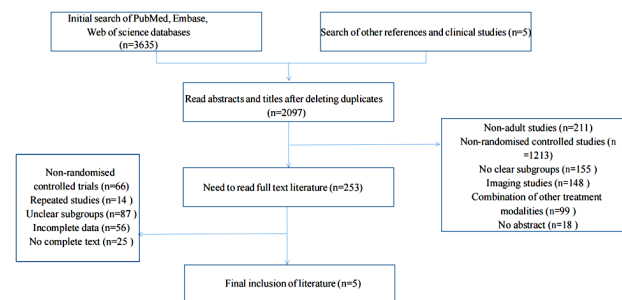 Initial search of PubMed, Embase,
Web of science databases
(n=3635)
Search of other references and clinical studies (n=5)
Read abstracts and titles after deleting duplicates
(n=2097)
Non-adult studies (n=211)
Non-randomised controlled studies (n
=1213)
No clear subgroups (n=155 )
Imaging studies (n=148 )
Combination of other treatment
modalities (n=99 )
No abstract (n=18 )
Non-randomised
controlled trials (n=66)
Repeated studies (n=14 )
Unclear subgroups (n=87 )
Incomplete data (n=56)
No complete text (n=25 )
Need to read full text literature (n=253)
Final inclusion of literature (n=5)